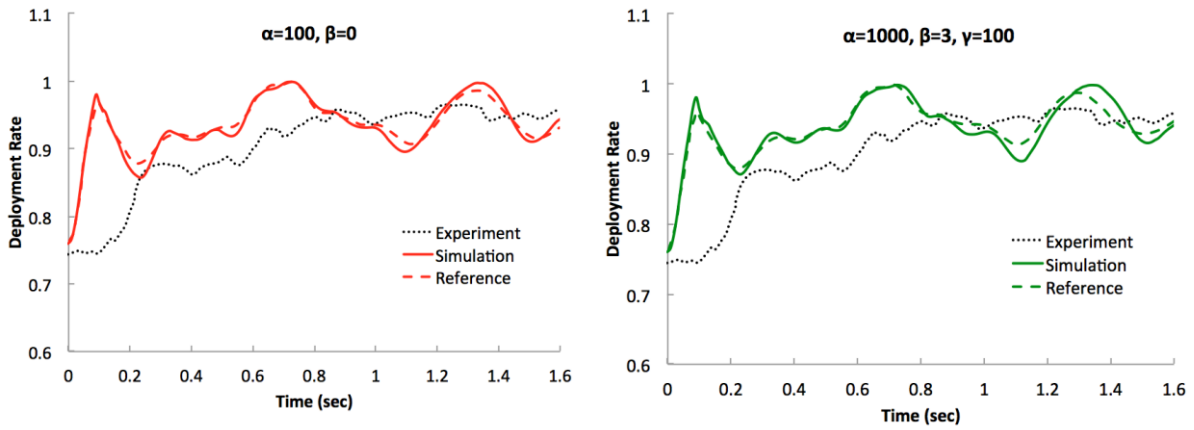 α=100, β=0
1.1
1
0.9
0.8
0.7
0.6
Deployment Rate
Experiment
Simulation
Reference
0 0.2 0.4 0.6 0.8 1 1.2 1.4 1.6
Time (sec)
α=1000, β=3, γ=100
1.1
1
0.9
0.8
0.7
0.6
Deployment Rate
Experiment
Simulation
Reference
0 0.2 0.4 0.6 0.8 1 1.2 1.4 1.6
Time (sec)